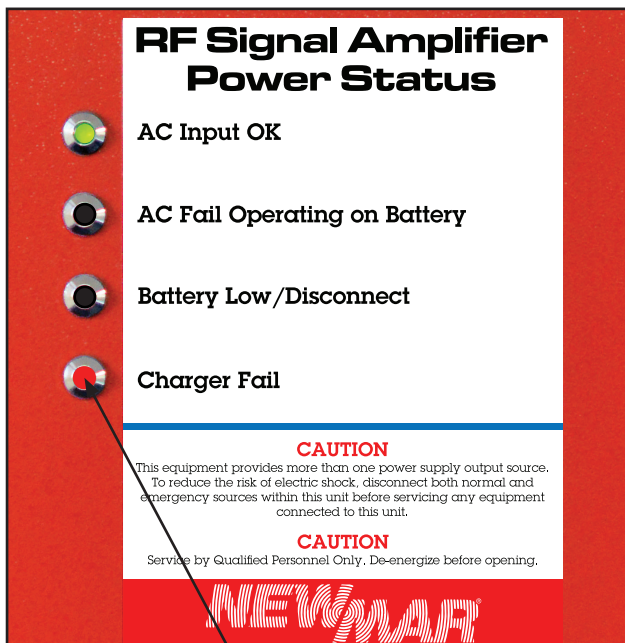 RF Signal Amplifier
Power Status
AC Input OK
AC Fail Operating on Battery
Battery Low/Disconnect
Charger Fail
CAUTION
This equipment provides more than one power supply output source.
To reduce the risk of electric shock, disconnect both normal and
emergency sources within this unit before servicing any equipment
connected to this unit.
CAUTION
Service by Qualified Personnel Only. De-energize before opening.
NEWMAR®